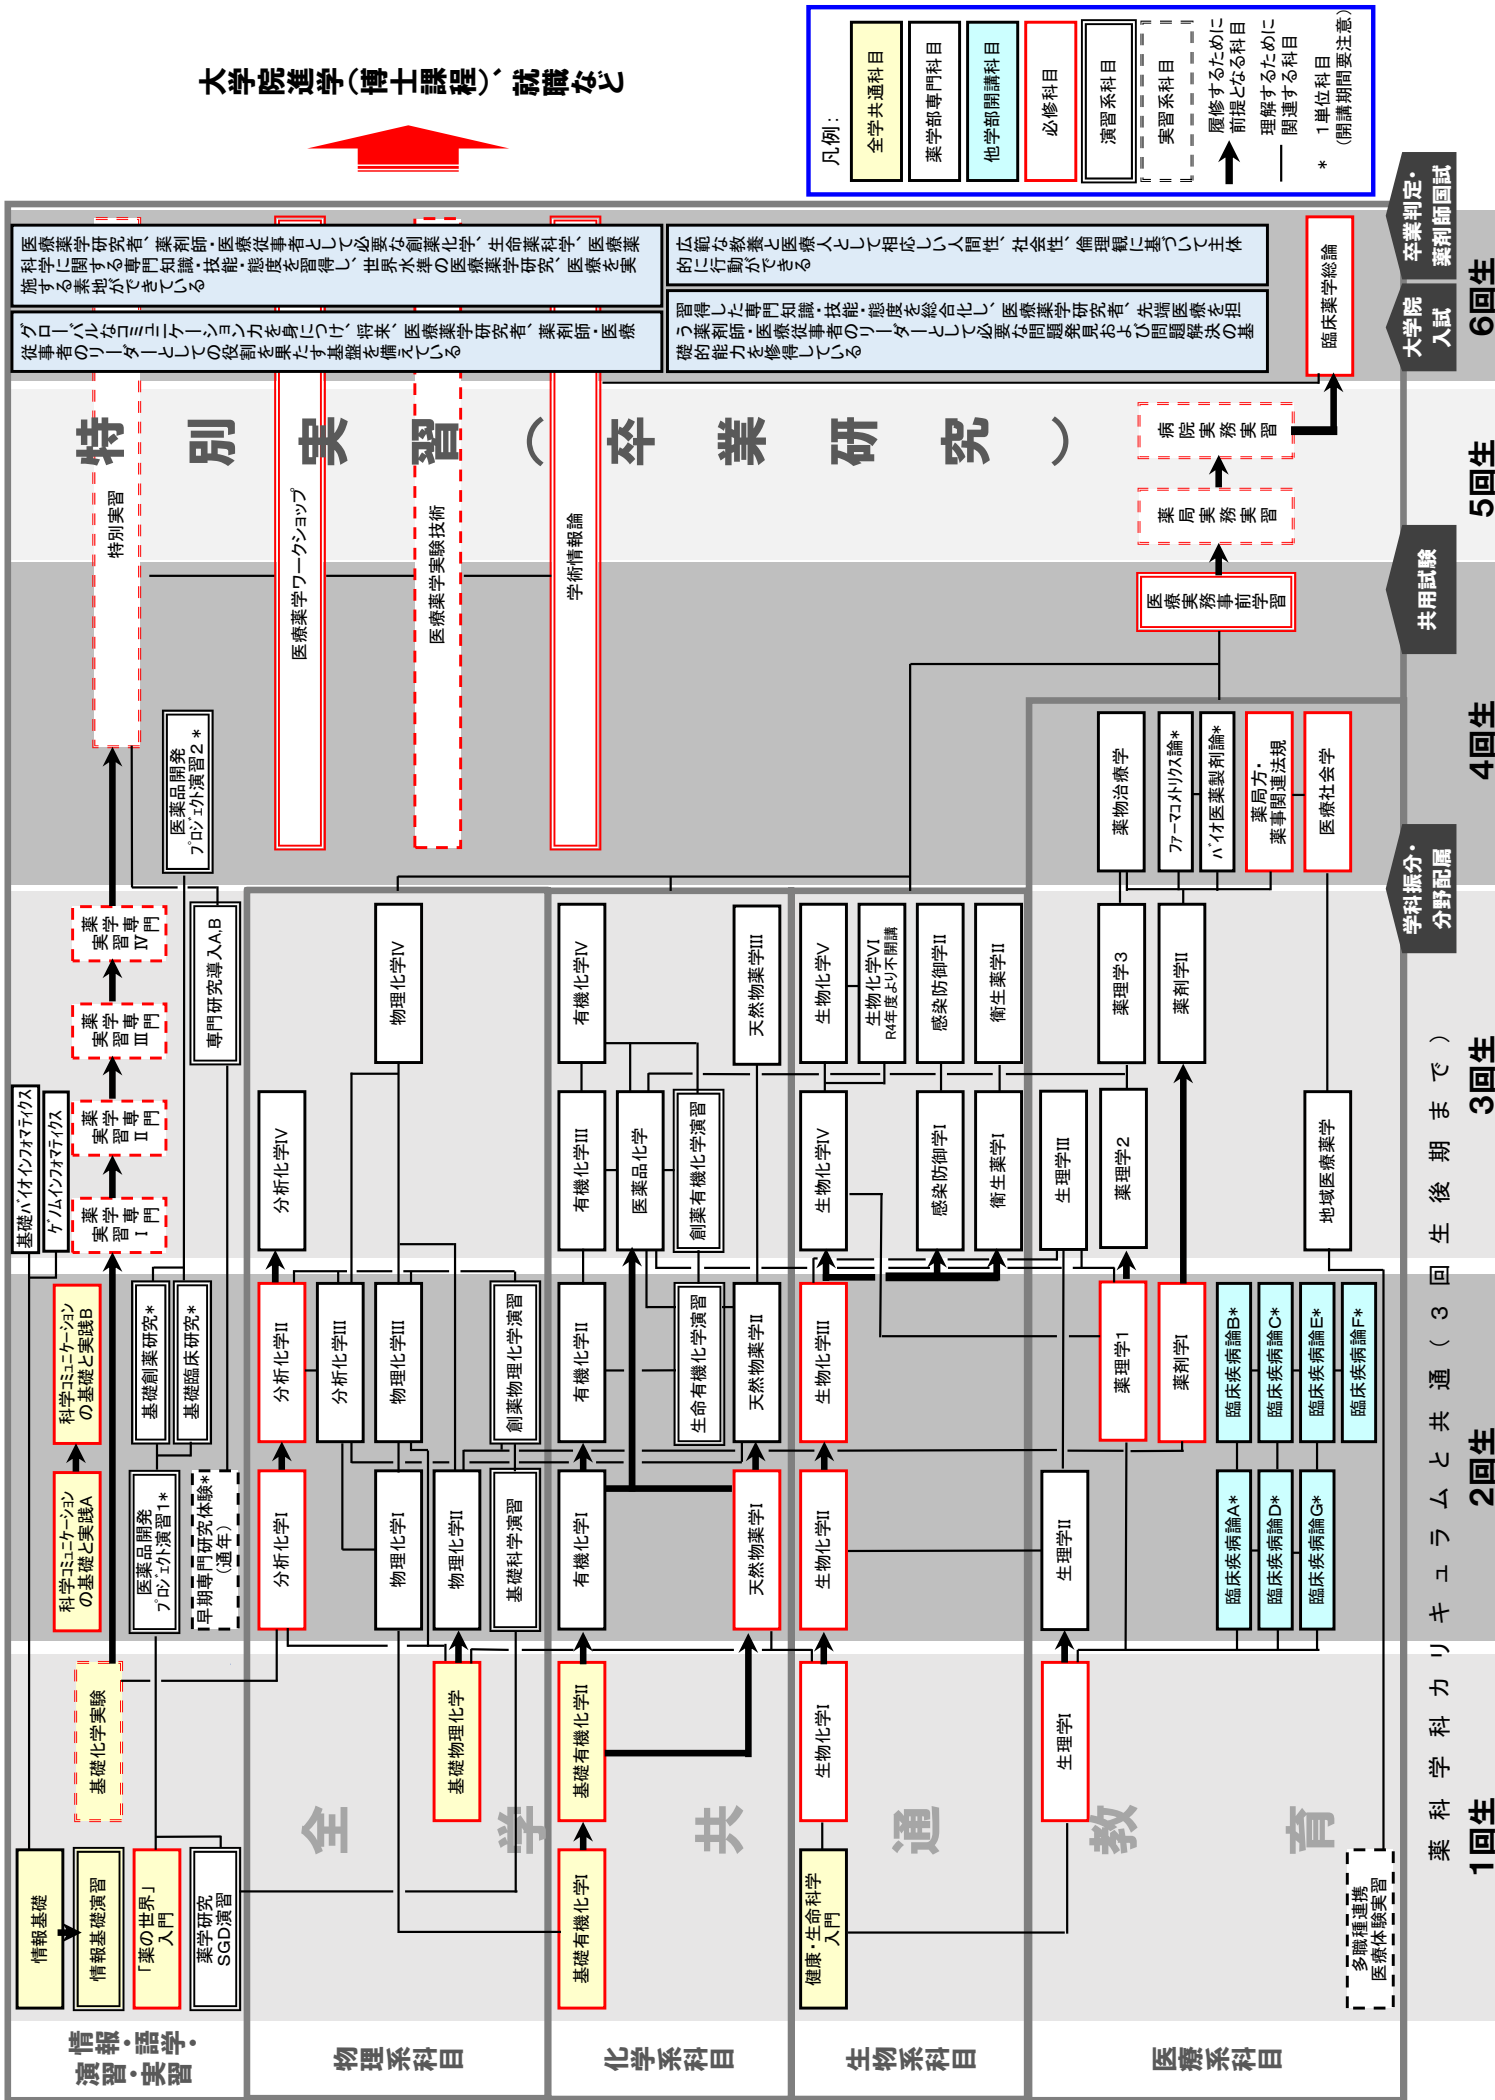 大学院進学(博士課程)、就職など
凡例:
全学共通科目
薬学部専門科目
他学部開講科目
必修科目
演習系科目
実習系科目
履修するために
前提となる科目
理解するために
関連する科目
* 1単位科目
(開講期間要注意)
医療薬学研究者、薬剤師・医療従事者として必要な創薬化学、生命薬科学、医療薬
科学に関する専門知識・技能・態度を習得し、世界水準の医療薬学研究、医療を実
施する素地ができている
グローバルなコミュニケーション力を身につけ、将来、医療薬学研究者、薬剤師・医療
従事者のリーダーとしての役割を果たす基盤を備えている
広範な教養と医療人として相応しい人間性、社会性、倫理観に基づいて主体
的に行動ができる
習得した専門知識・技能・態度を総合化し、医療薬学研究者、先端医療を担
う薬剤師・医療従事者のリーダーとして必要な問題発見および問題解決の基
礎的能力を修得している
特別実習(卒業研究)
情報・語学・
演習・実習
情報基礎
情報基礎演習
「薬の世界」
入門
薬学研究
SGD演習
基礎化学実験
科学コミュニケーション
の基礎と実践A
科学コミュニケーション
の基礎と実践B
医薬品開発
プロジェクト演習1*
早期専門研究体験*
(通年)
基礎創薬研究*
基礎臨床研究*
基礎バイオインフォマティクス
ゲノムインフォマティクス
薬学専門
実習Ⅰ
薬学専門
実習Ⅱ
薬学専門
実習Ⅲ
薬学専門
実習Ⅳ
専門研究導入A,B
医薬品開発
プロジェクト演習2*
特別実習
医療薬学ワークショップ
医療薬学実験技術
学術情報論
物理系科目
基礎物理化学
分析化学I
物理化学I
物理化学II
基礎科学演習
分析化学II
分析化学III
物理化学III
創薬物理化学演習
分析化学IV
物理化学IV
化学系科目
基礎有機化学I
基礎有機化学II
有機化学I
天然物薬学I
有機化学II
生命有機化学演習
天然物薬学II
有機化学III
医薬品化学
創薬有機化学演習
有機化学IV
天然物薬学III
生物系科目
健康・生命科学
入門
生物化学I
生物化学II
生物化学III
生物化学IV
感染防御学I
衛生薬学I
生物化学V
生物化学VI
R4年度より不開講
感染防御学II
衛生薬学II
医療系科目
多職種連携
医療体験実習
生理学I
生理学II
臨床疾病論A*
臨床疾病論D*
臨床疾病論G*
薬理学1
薬剤学I
臨床疾病論B*
臨床疾病論C*
臨床疾病論E*
臨床疾病論F*
生理学III
薬理学2
地域医療薬学
薬理学3
薬剤学II
薬物治療学
ファーマコメトリクス論*
バイオ医薬製剤論*
薬局方・
薬事関連法規
医療社会学
医療実務
事前学習
薬局実務実習
病院実務実習
臨床薬学総論
全学共通教育
学科振分・
分野配属
共用試験
大学院
入試
卒業判定・
薬剤師国試
薬科学科カリキュラムと共通(3回生後期まで)
1回生
2回生
3回生
4回生
5回生
6回生